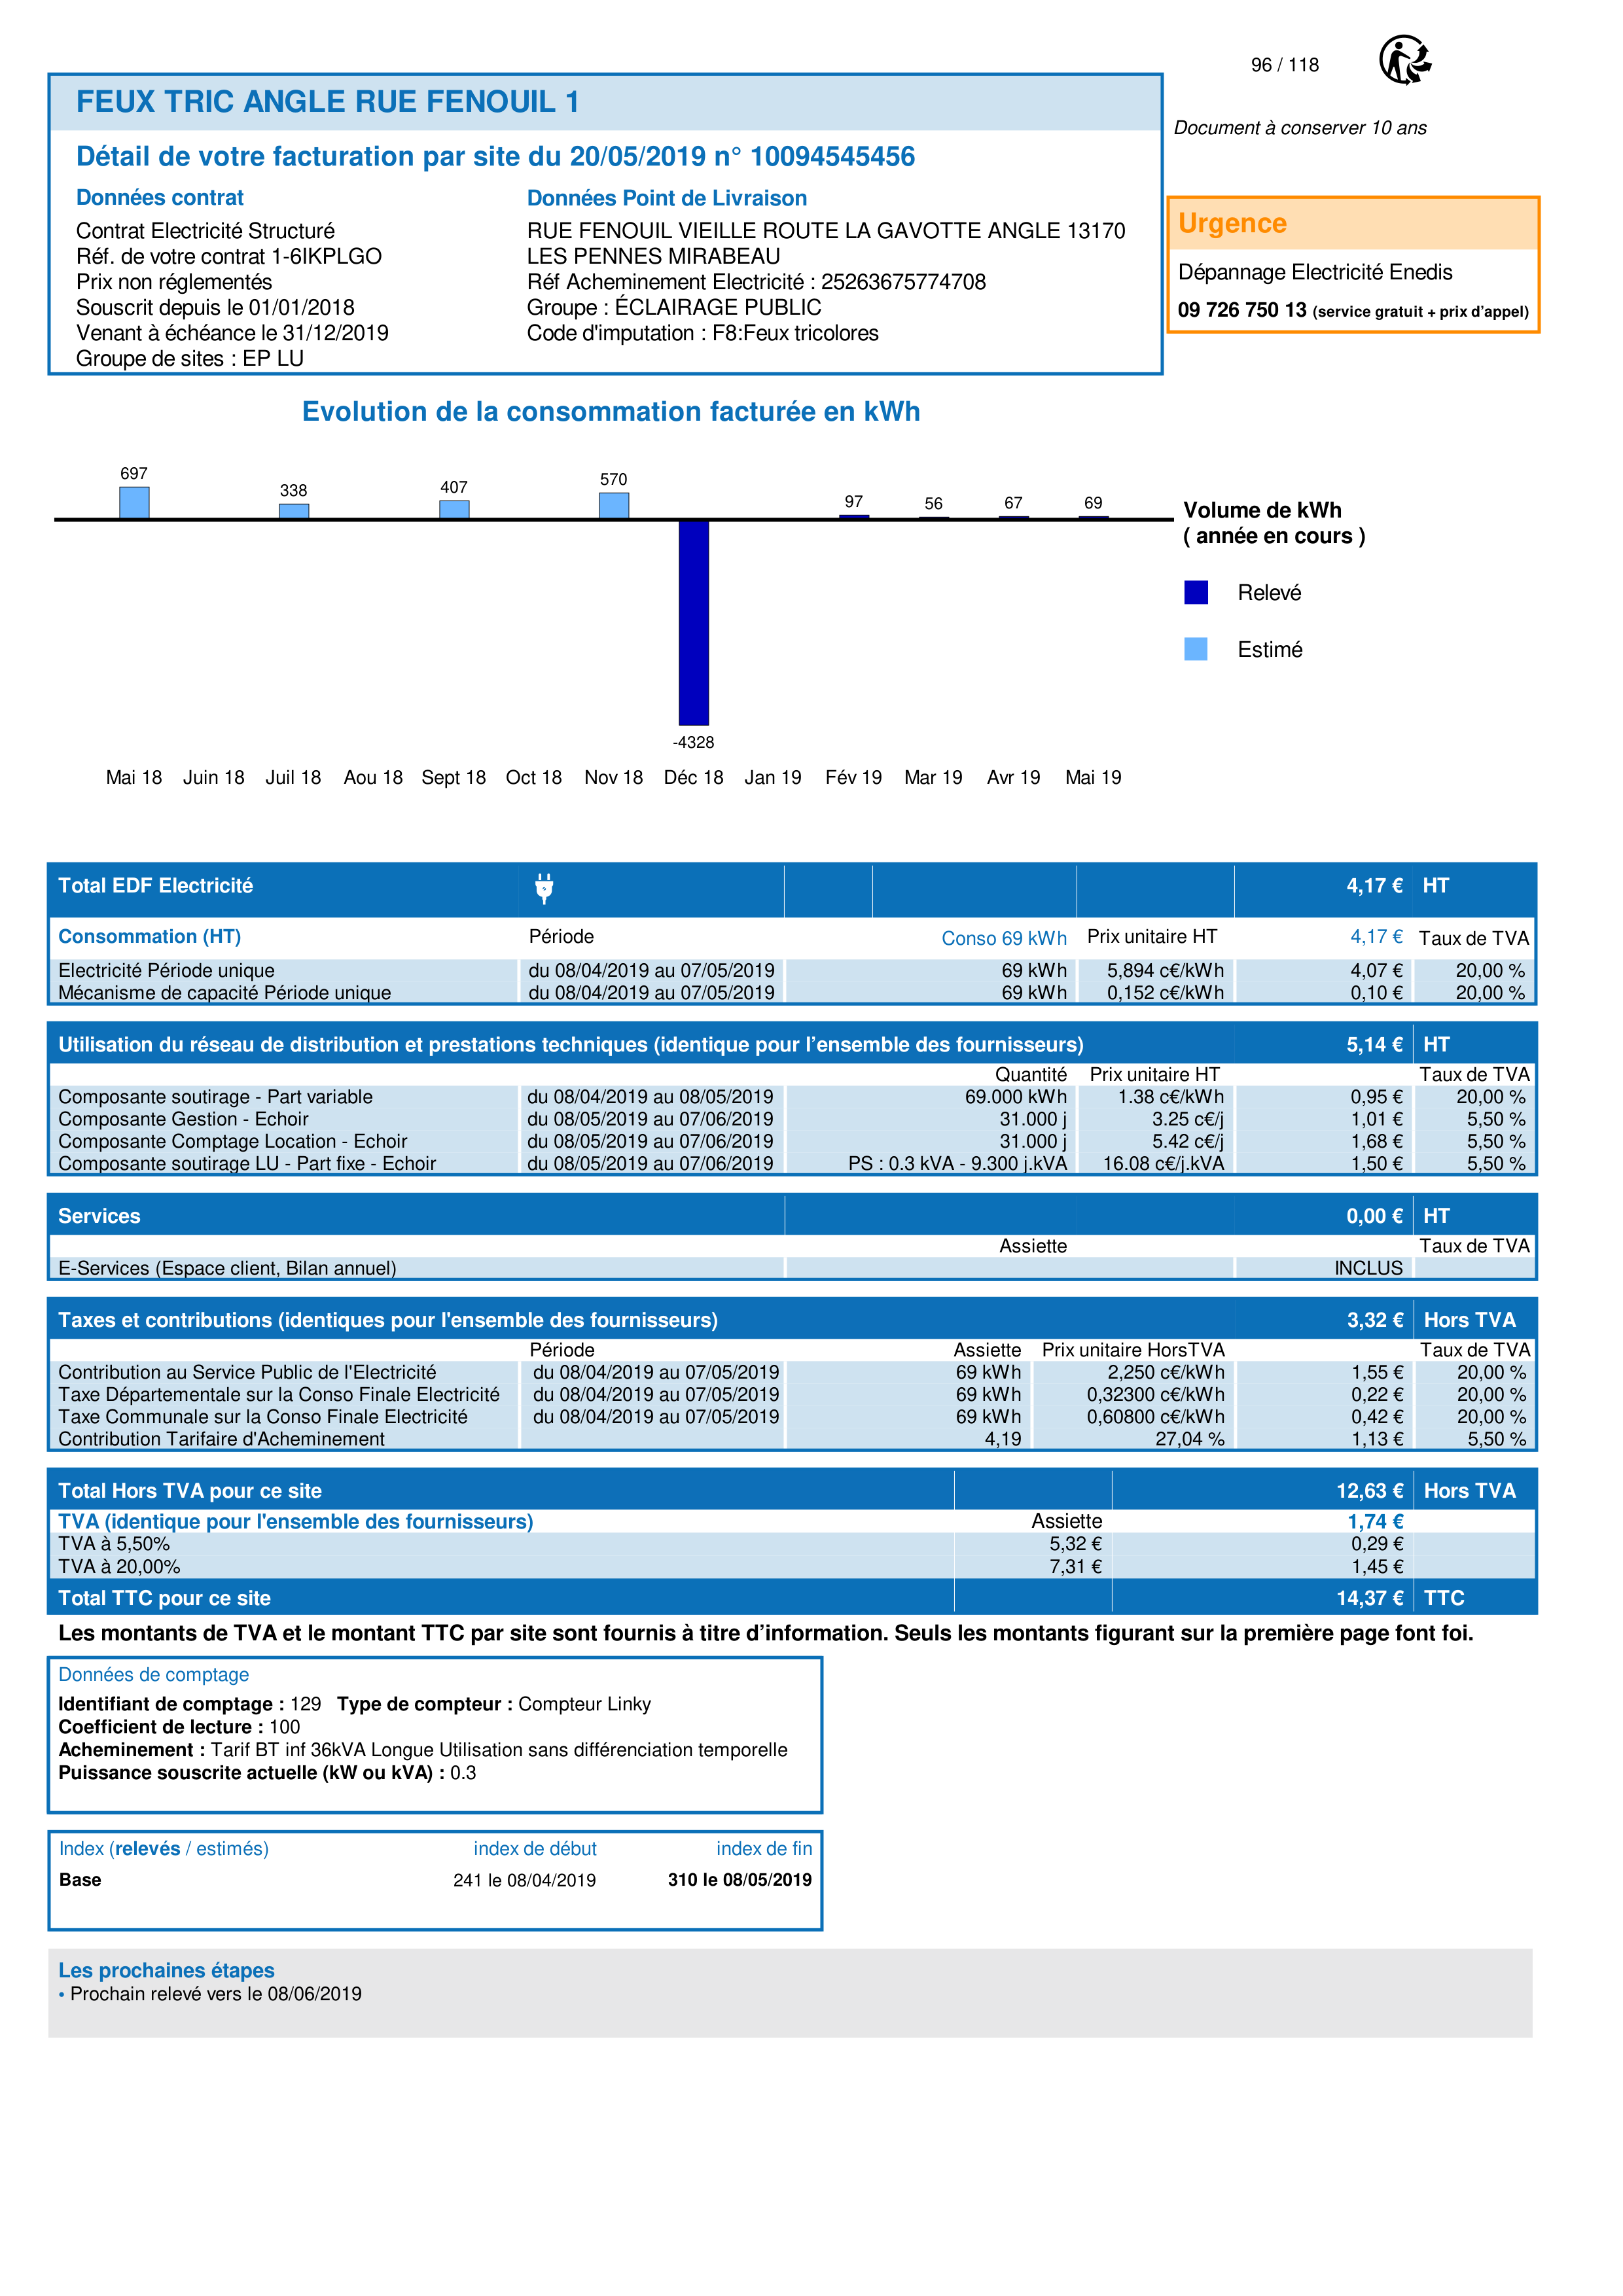 96 / 118
FEUX TRIC ANGLE RUE FENOUIL 1
Document à conserver 10 ans
Détail de votre facturation par site du 20/05/2019 n° 10094545456
Données contrat
Contrat Electricité Structuré
Réf. de votre contrat 1-6IKPLGO
Prix non réglementés
Souscrit depuis le 01/01/2018
Venant à échéance le 31/12/2019
Groupe de sites : EP LU
Données Point de Livraison
RUE FENOUIL VIEILLE ROUTE LA GAVOTTE ANGLE 13170
LES PENNES MIRABEAU
Réf Acheminement Electricité : 25263675774708
Groupe : ÉCLAIRAGE PUBLIC
Code d'imputation : F8:Feux tricolores
Urgence
Dépannage Electricité Enedis
09 726 750 13 (service gratuit + prix d’appel)
Evolution de la consommation facturée en kWh
697 338 407 570 97 56 67 69
-4328
Mai 18 Juin 18 Juil 18 Aou 18 Sept 18 Oct 18 Nov 18 Déc 18 Jan 19 Fév 19 Mar 19 Avr 19 Mai 19
Volume de kWh
( année en cours )
Relevé
Estimé
Total EDF Electricité 4,17 € HT
Consommation (HT) Période Conso 69 kWh Prix unitaire HT 4,17 € Taux de TVA
Electricité Période unique du 08/04/2019 au 07/05/2019 69 kWh 5,894 c€/kWh 4,07 € 20,00 %
Mécanisme de capacité Période unique du 08/04/2019 au 07/05/2019 69 kWh 0,152 c€/kWh 0,10 € 20,00 %
Utilisation du réseau de distribution et prestations techniques (identique pour l’ensemble des fournisseurs) 5,14 € HT
Quantité Prix unitaire HT Taux de TVA
Composante soutirage - Part variable du 08/04/2019 au 08/05/2019 69.000 kWh 1.38 c€/kWh 0,95 € 20,00 %
Composante Gestion - Echoir du 08/05/2019 au 07/06/2019 31.000 j 3.25 c€/j 1,01 € 5,50 %
Composante Comptage Location - Echoir du 08/05/2019 au 07/06/2019 31.000 j 5.42 c€/j 1,68 € 5,50 %
Composante soutirage LU - Part fixe - Echoir du 08/05/2019 au 07/06/2019 PS : 0.3 kVA - 9.300 j.kVA 16.08 c€/j.kVA 1,50 € 5,50 %
Services 0,00 € HT
Assiette Taux de TVA
E-Services (Espace client, Bilan annuel) INCLUS
Taxes et contributions (identiques pour l'ensemble des fournisseurs) 3,32 € Hors TVA
Période Assiette Prix unitaire HorsTVA Taux de TVA
Contribution au Service Public de l'Electricité du 08/04/2019 au 07/05/2019 69 kWh 2,250 c€/kWh 1,55 € 20,00 %
Taxe Départementale sur la Conso Finale Electricité du 08/04/2019 au 07/05/2019 69 kWh 0,32300 c€/kWh 0,22 € 20,00 %
Taxe Communale sur la Conso Finale Electricité du 08/04/2019 au 07/05/2019 69 kWh 0,60800 c€/kWh 0,42 € 20,00 %
Contribution Tarifaire d'Acheminement 4,19 27,04 % 1,13 € 5,50 %
Total Hors TVA pour ce site 12,63 € Hors TVA
TVA (identique pour l'ensemble des fournisseurs) Assiette 1,74 €
TVA à 5,50% 5,32 € 0,29 €
TVA à 20,00% 7,31 € 1,45 €
Total TTC pour ce site 14,37 € TTC
Les montants de TVA et le montant TTC par site sont fournis à titre d’information. Seuls les montants figurant sur la première page font foi.
Données de comptage
Identifiant de comptage : 129 Type de compteur : Compteur Linky
Coefficient de lecture : 100
Acheminement : Tarif BT inf 36kVA Longue Utilisation sans différenciation temporelle
Puissance souscrite actuelle (kW ou kVA) : 0.3
Index (relevés / estimés) index de début index de fin
Base 241 le 08/04/2019 310 le 08/05/2019
Les prochaines étapes
• Prochain relevé vers le 08/06/2019